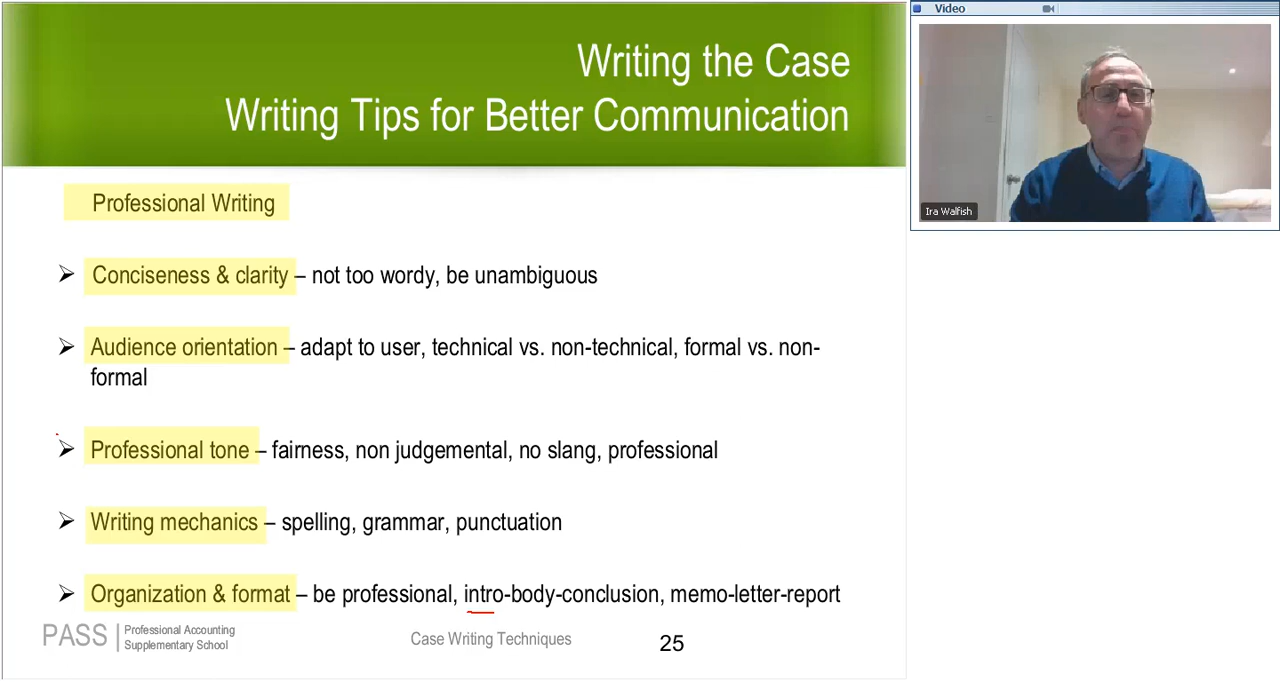 Writing the Case
Writing Tips for Better Communication
Video
Ira Walfish
Professional Writing
Conciseness & clarity – not too wordy, be unambiguous
Audience orientation – adapt to user, technical vs. non-technical, formal vs. non-
formal
Professional tone – fairness, non judgemental, no slang, professional
Writing mechanics – spelling, grammar, punctuation
Organization & format – be professional, intro-body-conclusion, memo-letter-report
PASS
Professional Accounting
Supplementary School
Case Writing Techniques
25